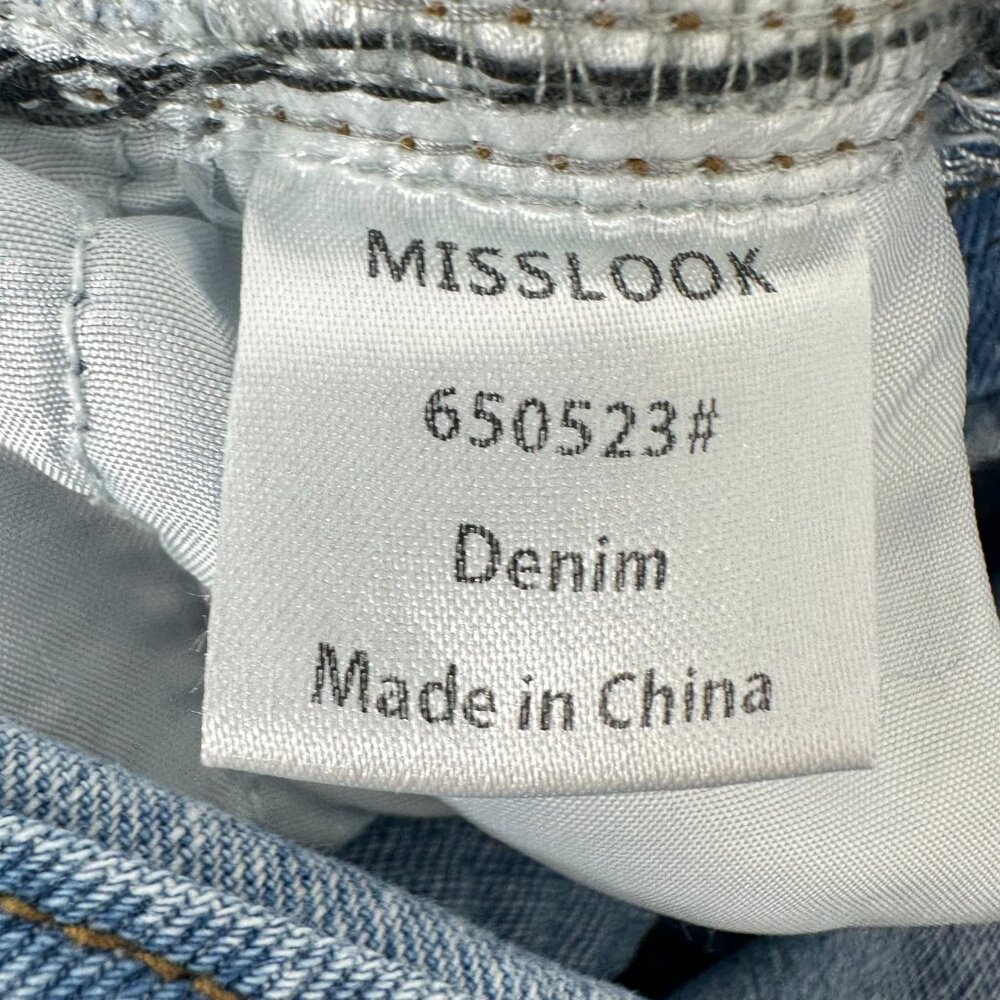 MISSLOOK
650523#
Denim
Made in China